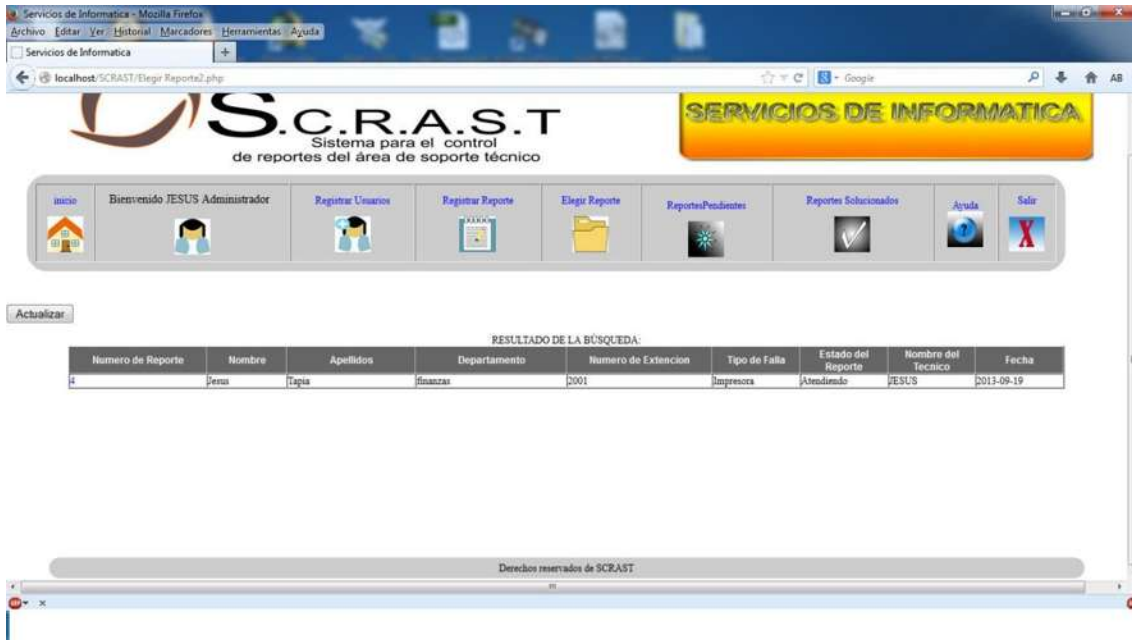 Servicios de Informatica - Mozilla Firefox
Archivo Editar Ver Historial Marcadores Herramientas Ayuda
Servicios de Informatica
localhost/SCRAST/Elegir Reporte2.php
Google
S.C.R.A.S.T
Sistema para el control
de reportes del área de soporte técnico
SERVICIOS DE INFORMATICA
inicio
Bienvenido JESUS Administrador
Registrar Usuarios
Registrar Reporte
Elegir Reporte
ReportesPendientes
Reportes Solucionados
Ayuda
Salir
Actualizar
RESULTADO DE LA BÚSQUEDA:
Numero de Reporte Nombre Apellidos Departamento Numero de Extencion Tipo de Falla Estado del Reporte Nombre del Tecnico Fecha
4 Jesus Tapia finanzas 2001 Impresora Atendiendo JESUS 2013-09-19
Derechos reservados de SCRAST
ABP